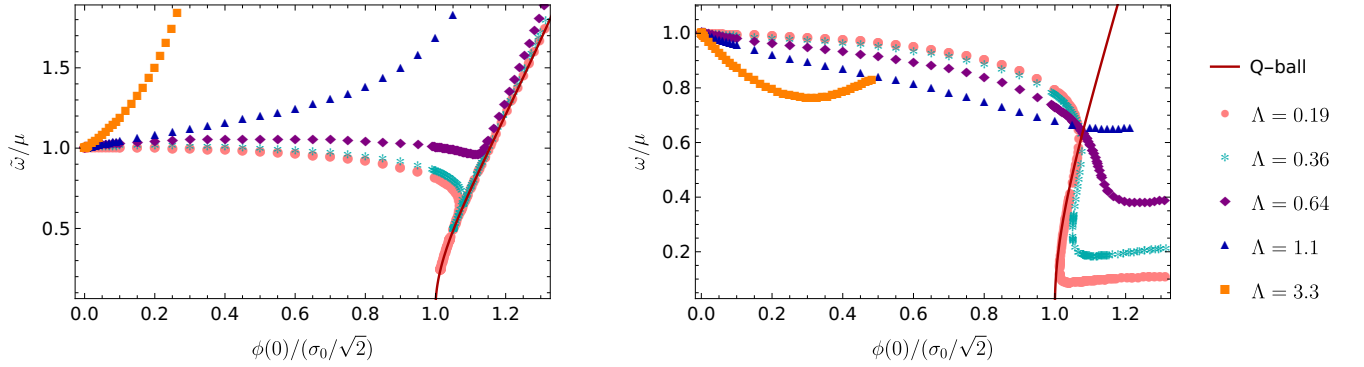 1.5
1.0
0.5
ω̃/μ
0.0 0.2 0.4 0.6 0.8 1.0 1.2
ϕ(0)/(σ₀/√2)
1.0
0.8
0.6
0.4
0.2
ω/μ
0.0 0.2 0.4 0.6 0.8 1.0 1.2
ϕ(0)/(σ₀/√2)
Q–ball
Λ = 0.19
Λ = 0.36
Λ = 0.64
Λ = 1.1
Λ = 3.3